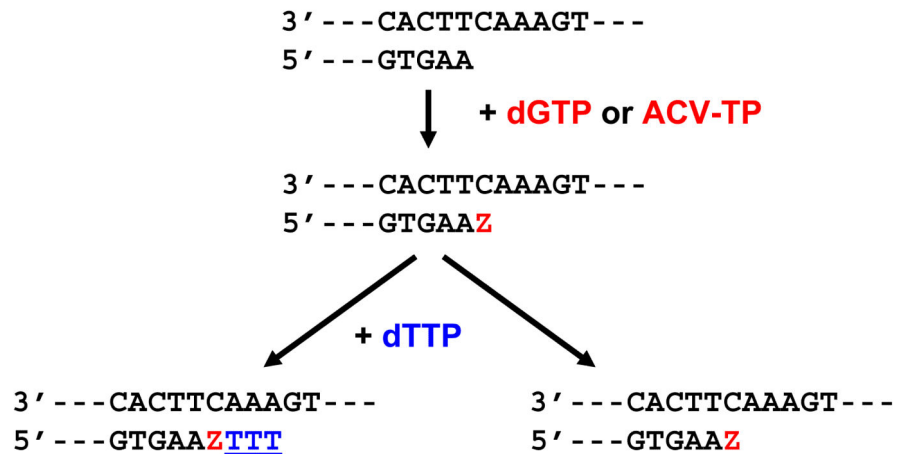 3’---CACTTCAAAGT---
5’---GTGAA
+ dGTP or ACV-TP
3’---CACTTCAAAGT---
5’---GTGAAZ
+ dTTP
3’---CACTTCAAAGT---
5’---GTGAAZTTT
3’---CACTTCAAAGT---
5’---GTGAAZ